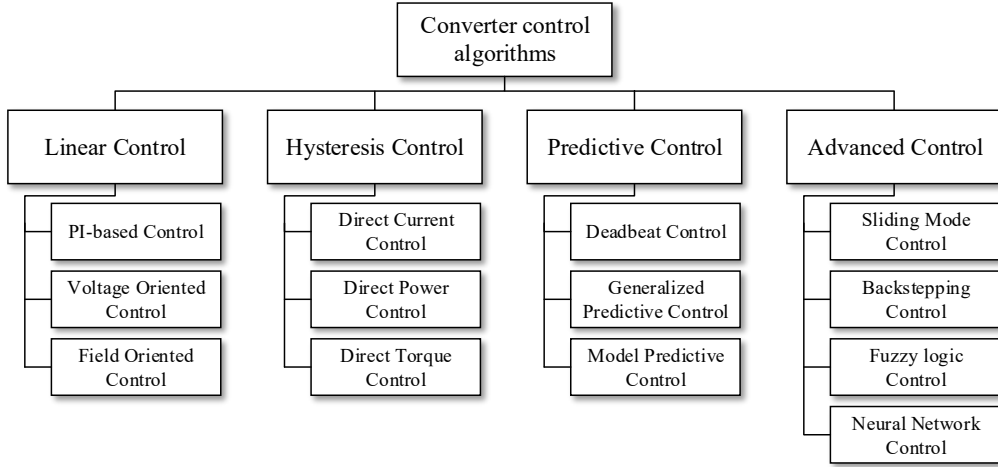 Converter control
algorithms
Linear Control
Hysteresis Control
Predictive Control
Advanced Control
PI-based Control
Voltage Oriented
Control
Field Oriented
Control
Direct Current
Control
Direct Power
Control
Direct Torque
Control
Deadbeat Control
Generalized
Predictive Control
Model Predictive
Control
Sliding Mode
Control
Backstepping
Control
Fuzzy logic
Control
Neural Network
Control